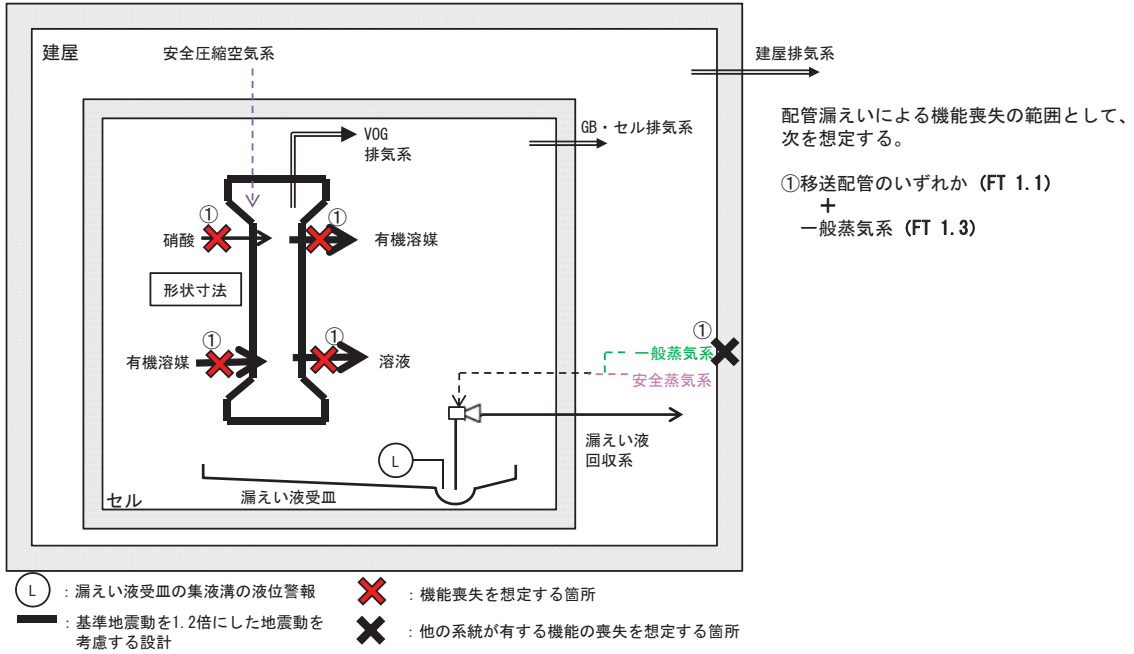 建屋
安全圧縮空気系
建屋排気系
VOG
排気系
GB・セル排気系
配管漏えいによる機能喪失の範囲として、
次を想定する。
①移送配管のいずれか (FT 1.1)
＋
一般蒸気系 (FT 1.3)
①
①
硝酸
有機溶媒
形状寸法
①
①
有機溶媒
溶液
①
一般蒸気系
安全蒸気系
漏えい液
回収系
L
漏えい液受皿
セル
L
：漏えい液受皿の集液溝の液位警報
：機能喪失を想定する箇所
：基準地震動を1.2倍にした地震動を
考慮する設計
：他の系統が有する機能の喪失を想定する箇所